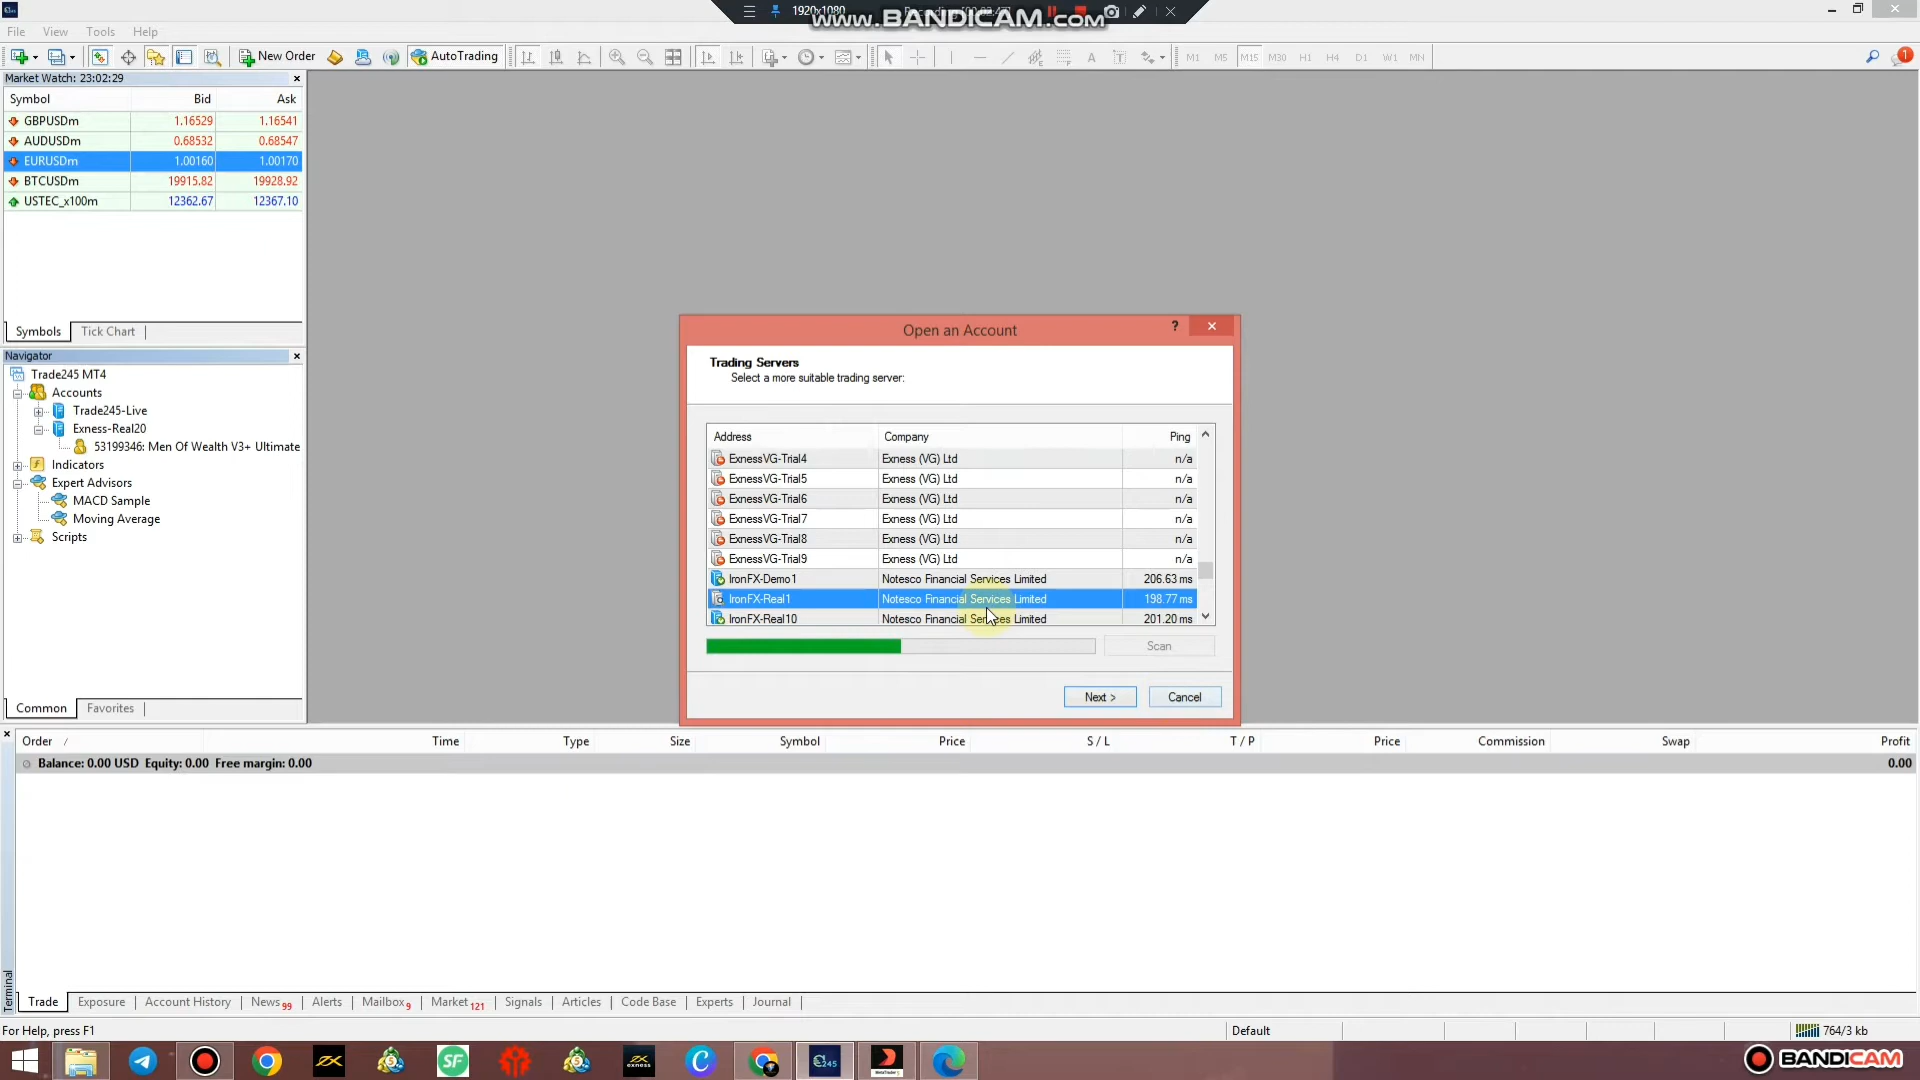 1920x1080
www.BANDICAM.com
File View Tools Help
New Order AutoTrading M1 M5 M15 M30 H1 H4 D1 W1 MN 1
Market Watch: 23:02:29
Symbol Bid Ask
GBPUSDm 1.16529 1.16541
AUDUSDm 0.68532 0.68547
EURUSDm 1.00160 1.00170
BTCUSDm 19915.82 19928.92
USTEC_x100m 12362.67 12367.10
Symbols Tick Chart
Navigator
Trade245 MT4
Accounts
Trade245-Live
Exness-Real20
53199346: Men Of Wealth V3+ Ultimate
Indicators
Expert Advisors
MACD Sample
Moving Average
Scripts
Common Favorites
Open an Account
Trading Servers
Select a more suitable trading server:
Address Company Ping
ExnessVG-Trial4 Exness (VG) Ltd n/a
ExnessVG-Trial5 Exness (VG) Ltd n/a
ExnessVG-Trial6 Exness (VG) Ltd n/a
ExnessVG-Trial7 Exness (VG) Ltd n/a
ExnessVG-Trial8 Exness (VG) Ltd n/a
ExnessVG-Trial9 Exness (VG) Ltd n/a
IronFX-Demo1 Notesco Financial Services Limited 206.63 ms
IronFX-Real1 Notesco Financial Services Limited 198.77 ms
IronFX-Real10 Notesco Financial Services Limited 201.20 ms
Scan
Next > Cancel
Order / Time Type Size Symbol Price S / L T / P Price Commission Swap Profit
Balance: 0.00 USD Equity: 0.00 Free margin: 0.00 0.00
Terminal
Trade Exposure Account History News 99 Alerts Mailbox 9 Market 121 Signals Articles Code Base Experts Journal
For Help, press F1 Default 764/3 kb
SF exness 245 BANDICAM